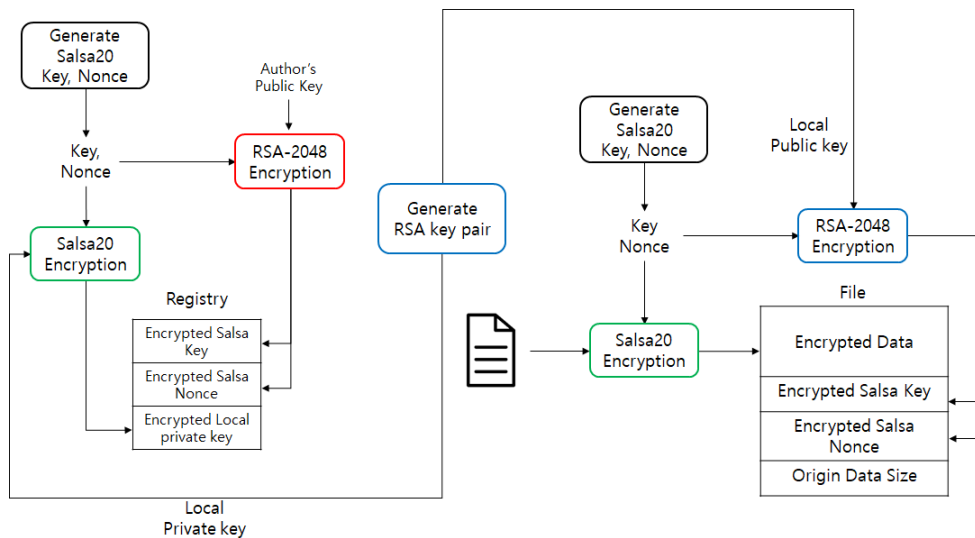 Generate
Salsa20
Key, Nonce
Author's
Public Key
Key,
Nonce
RSA-2048
Encryption
Salsa20
Encryption
Registry
Encrypted Salsa
Key
Encrypted Salsa
Nonce
Encrypted Local
private key
Generate
RSA key pair
Local
Private key
Generate
Salsa20
Key, Nonce
Local
Public key
Key
Nonce
RSA-2048
Encryption
Salsa20
Encryption
File
Encrypted Data
Encrypted Salsa Key
Encrypted Salsa
Nonce
Origin Data Size